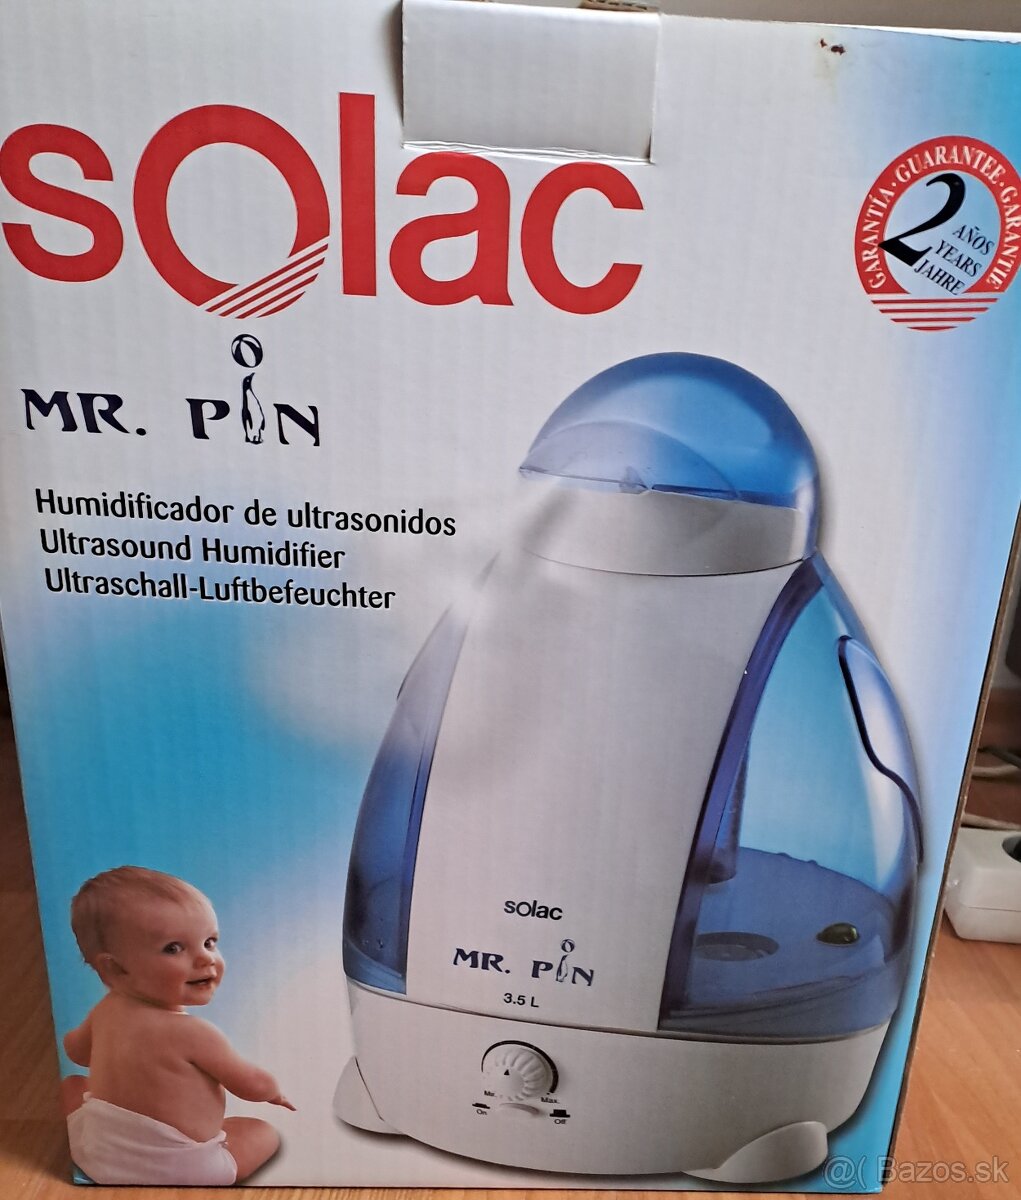 solac
GARANTÍA · GUARANTEE · GARANTIE
2 AÑOS
YEARS
JAHRE
MR. PiN
Humidificador de ultrasonidos
Ultrasound Humidifier
Ultraschall-Luftbefeuchter
solac
MR. PiN
3.5 L
Max.
On
Off
@( Bazos.sk